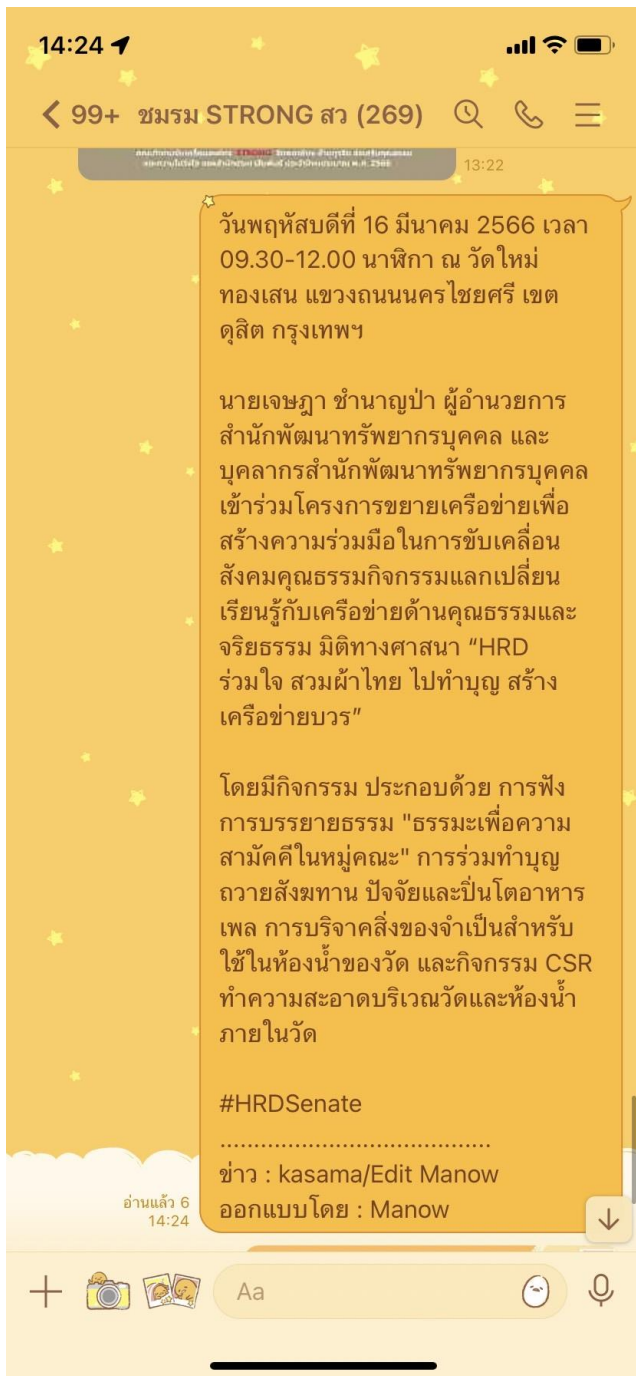 14:24
99+ ชมรม STRONG สว (269)
13:22
วันพฤหัสบดีที่ 16 มีนาคม 2566 เวลา
09.30-12.00 นาฬิกา ณ วัดใหม่
ทองเสน แขวงถนนนครไชยศรี เขต
ดุสิต กรุงเทพฯ
นายเจษฎา ชำนาญป่า ผู้อำนวยการ
สำนักพัฒนาทรัพยากรบุคคล และ
บุคลากรสำนักพัฒนาทรัพยากรบุคคล
เข้าร่วมโครงการขยายเครือข่ายเพื่อ
สร้างความร่วมมือในการขับเคลื่อน
สังคมคุณธรรมกิจกรรมแลกเปลี่ยน
เรียนรู้กับเครือข่ายด้านคุณธรรมและ
จริยธรรม มิติทางศาสนา “HRD
ร่วมใจ สวมผ้าไทย ไปทำบุญ สร้าง
เครือข่ายบวร”
โดยมีกิจกรรม ประกอบด้วย การฟัง
การบรรยายธรรม "ธรรมะเพื่อความ
สามัคคีในหมู่คณะ" การร่วมทำบุญ
ถวายสังฆทาน ปัจจัยและปิ่นโตอาหาร
เพล การบริจาคสิ่งของจำเป็นสำหรับ
ใช้ในห้องน้ำของวัด และกิจกรรม CSR
ทำความสะอาดบริเวณวัดและห้องน้ำ
ภายในวัด
#HRDSenate
........................................
ข่าว : kasama/Edit Manow
ออกแบบโดย : Manow
อ่านแล้ว 6
14:24
Aa